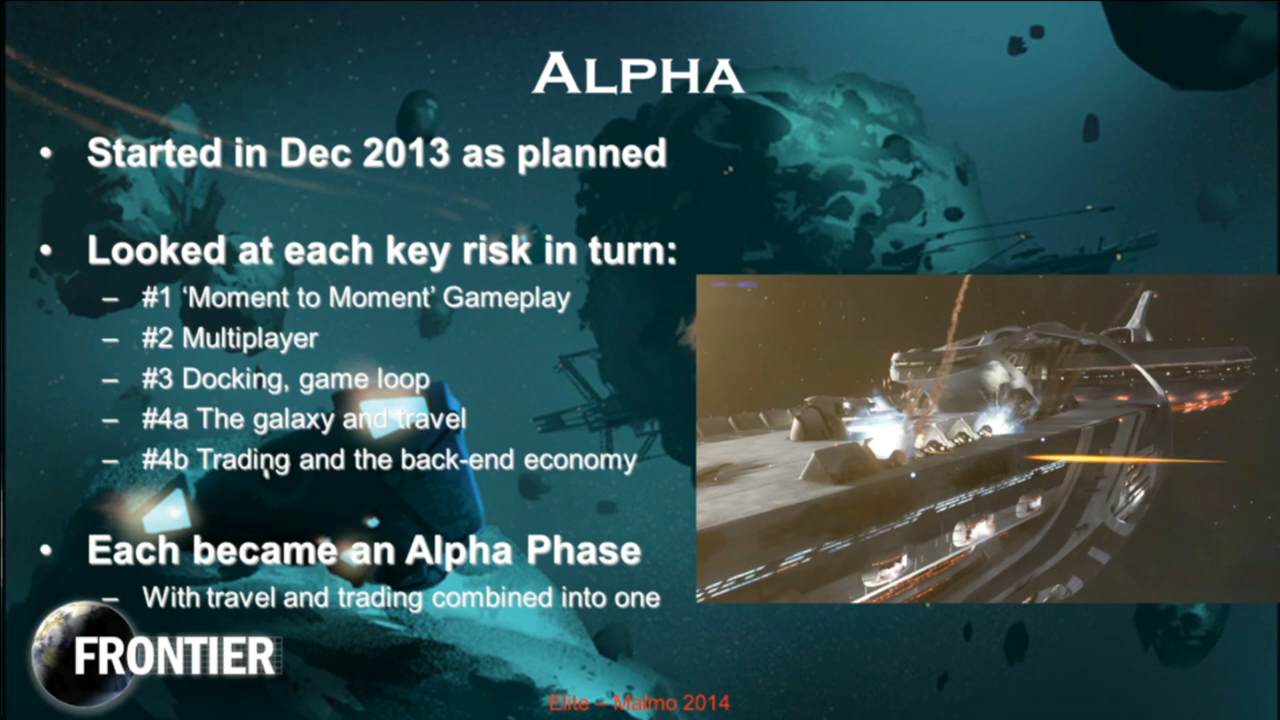 ALPHA
• Started in Dec 2013 as planned
• Looked at each key risk in turn:
– #1 ‘Moment to Moment’ Gameplay
– #2 Multiplayer
– #3 Docking, game loop
– #4a The galaxy and travel
– #4b Trading and the back-end economy
• Each became an Alpha Phase
– With travel and trading combined into one
FRONTIER
Elite – Malmo 2014